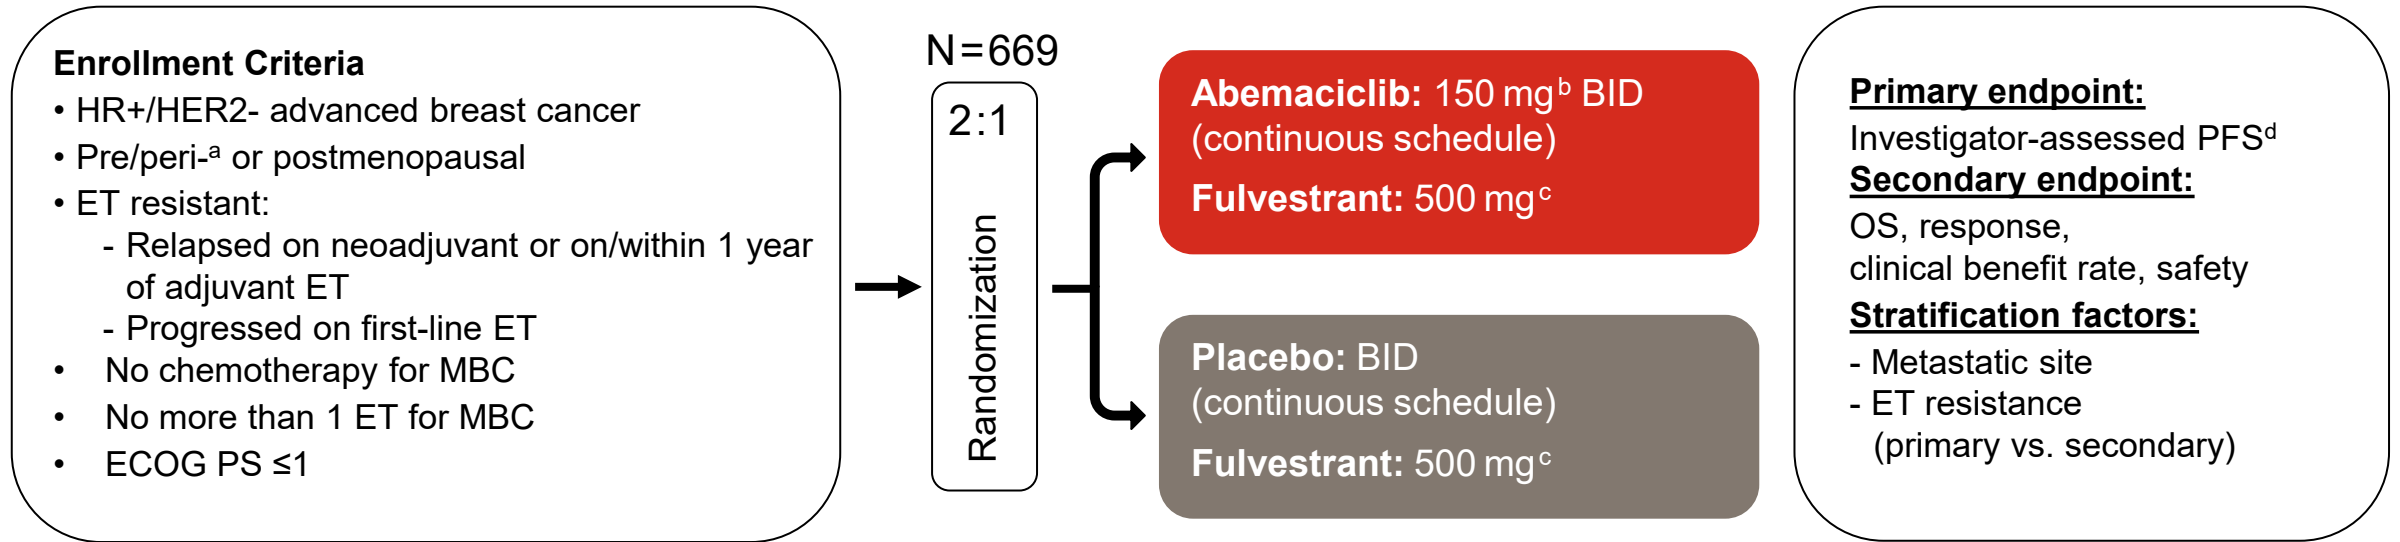 Enrollment Criteria
• HR+/HER2- advanced breast cancer
• Pre/peri-ᵃ or postmenopausal
• ET resistant:
- Relapsed on neoadjuvant or on/within 1 year
of adjuvant ET
- Progressed on first-line ET
• No chemotherapy for MBC
• No more than 1 ET for MBC
• ECOG PS ≤1
N=669
2:1
Randomization
Abemaciclib: 150 mgᵇ BID
(continuous schedule)
Fulvestrant: 500 mgᶜ
Placebo: BID
(continuous schedule)
Fulvestrant: 500 mgᶜ
Primary endpoint:
Investigator-assessed PFSᵈ
Secondary endpoint:
OS, response,
clinical benefit rate, safety
Stratification factors:
- Metastatic site
- ET resistance
(primary vs. secondary)